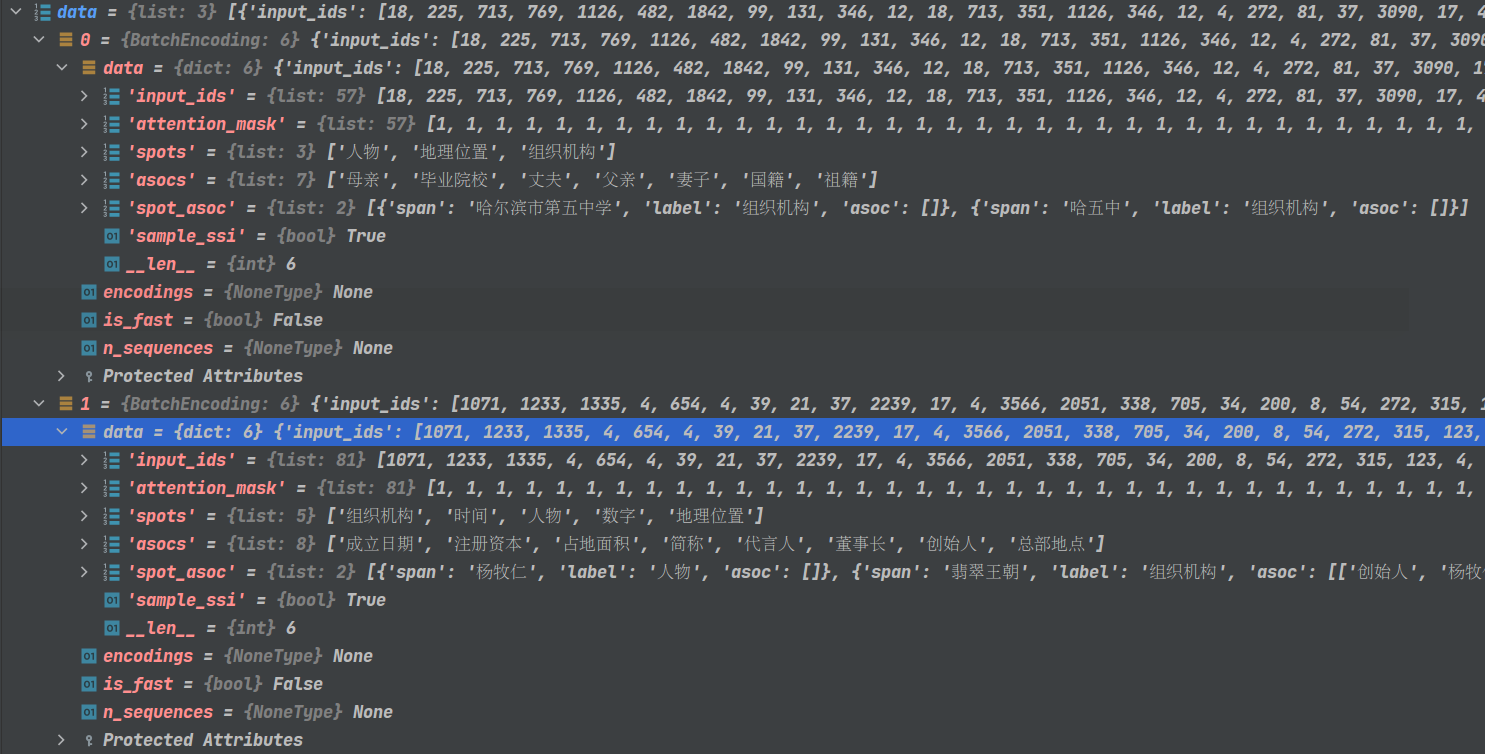 data = {list: 3} [{'input_ids': [18, 225, 713, 769, 1126, 482, 1842, 99, 131, 346, 12, 18, 713, 351, 1126, 346, 12, 4, 272, 81, 37, 3090, 17, 4
0 = {BatchEncoding: 6} {'input_ids': [18, 225, 713, 769, 1126, 482, 1842, 99, 131, 346, 12, 18, 713, 351, 1126, 346, 12, 4, 272, 81, 37, 3090
data = {dict: 6} {'input_ids': [18, 225, 713, 769, 1126, 482, 1842, 99, 131, 346, 12, 18, 713, 351, 1126, 346, 12, 4, 272, 81, 37, 3090, 17
'input_ids' = {list: 57} [18, 225, 713, 769, 1126, 482, 1842, 99, 131, 346, 12, 18, 713, 351, 1126, 346, 12, 4, 272, 81, 37, 3090, 17, 4
'attention_mask' = {list: 57} [1, 1, 1, 1, 1, 1, 1, 1, 1, 1, 1, 1, 1, 1, 1, 1, 1, 1, 1, 1, 1, 1, 1, 1, 1, 1, 1, 1, 1, 1, 1, 1, 1, 1, 1,
'spots' = {list: 3} ['人物', '地理位置', '组织机构']
'asocs' = {list: 7} ['母亲', '毕业院校', '丈夫', '父亲', '妻子', '国籍', '祖籍']
'spot_asoc' = {list: 2} [{'span': '哈尔滨市第五中学', 'label': '组织机构', 'asoc': []}, {'span': '哈五中', 'label': '组织机构', 'asoc': []}]
'sample_ssi' = {bool} True
__len__ = {int} 6
encodings = {NoneType} None
is_fast = {bool} False
n_sequences = {NoneType} None
Protected Attributes
1 = {BatchEncoding: 6} {'input_ids': [1071, 1233, 1335, 4, 654, 4, 39, 21, 37, 2239, 17, 4, 3566, 2051, 338, 705, 34, 200, 8, 54, 272, 315, 1
data = {dict: 6} {'input_ids': [1071, 1233, 1335, 4, 654, 4, 39, 21, 37, 2239, 17, 4, 3566, 2051, 338, 705, 34, 200, 8, 54, 272, 315, 123,
'input_ids' = {list: 81} [1071, 1233, 1335, 4, 654, 4, 39, 21, 37, 2239, 17, 4, 3566, 2051, 338, 705, 34, 200, 8, 54, 272, 315, 123, 4,
'attention_mask' = {list: 81} [1, 1, 1, 1, 1, 1, 1, 1, 1, 1, 1, 1, 1, 1, 1, 1, 1, 1, 1, 1, 1, 1, 1, 1, 1, 1, 1, 1, 1, 1, 1, 1, 1, 1, 1,
'spots' = {list: 5} ['组织机构', '时间', '人物', '数字', '地理位置']
'asocs' = {list: 8} ['成立日期', '注册资本', '占地面积', '简称', '代言人', '董事长', '创始人', '总部地点']
'spot_asoc' = {list: 2} [{'span': '杨牧仁', 'label': '人物', 'asoc': []}, {'span': '翡翠王朝', 'label': '组织机构', 'asoc': [['创始人', '杨牧
'sample_ssi' = {bool} True
__len__ = {int} 6
encodings = {NoneType} None
is_fast = {bool} False
n_sequences = {NoneType} None
Protected Attributes